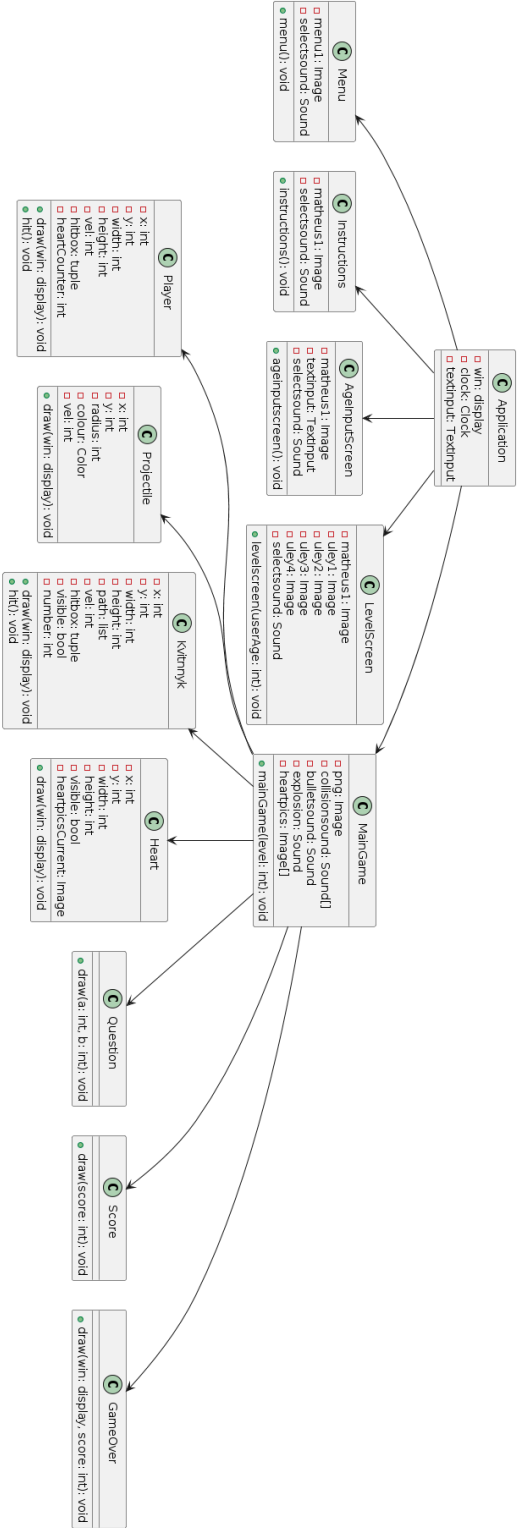 C Application
win: display
clock: Clock
textInput: TextInput
C Menu
menu1: Image
selectsound: Sound
menu(): void
C Instructions
matheus1: Image
selectsound: Sound
instructions(): void
C AgeInputScreen
matheus1: Image
textInput: TextInput
selectsound: Sound
ageinputscreen(): void
C LevelScreen
matheus1: Image
uley1: Image
uley2: Image
uley3: Image
uley4: Image
selectsound: Sound
levelscreen(userAge: int): void
C MainGame
png: Image
collisionsound: Sound[]
bulletsound: Sound
explosion: Sound
heartpics: Image[]
mainGame(level: int): void
C Player
x: int
y: int
width: int
height: int
vel: int
hitbox: tuple
heartCounter: int
draw(win: display): void
hit(): void
C Projectile
x: int
y: int
radius: int
colour: Color
vel: int
draw(win: display): void
C Kvitnnyk
x: int
y: int
width: int
height: int
path: list
vel: int
hitbox: tuple
visible: bool
number: int
draw(win: display): void
hit(): void
C Heart
x: int
y: int
width: int
height: int
visible: bool
heartpicsCurrent: Image
draw(win: display): void
C Question
draw(a: int, b: int): void
C Score
draw(score: int): void
C GameOver
draw(win: display, score: int): void